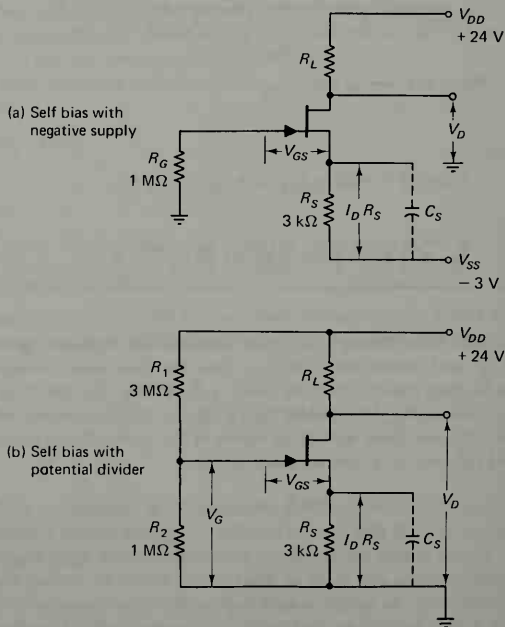 V_DD
+24 V
R_L
(a) Self bias with
negative supply
V_D
V_GS
R_G
1 MΩ
R_S
3 kΩ
I_D R_S
C_S
V_SS
− 3 V
V_DD
+24 V
R_1
3 MΩ
R_L
(b) Self bias with
potential divider
V_GS
V_D
V_G
R_2
1 MΩ
R_S
3 kΩ
I_D R_S
C_S